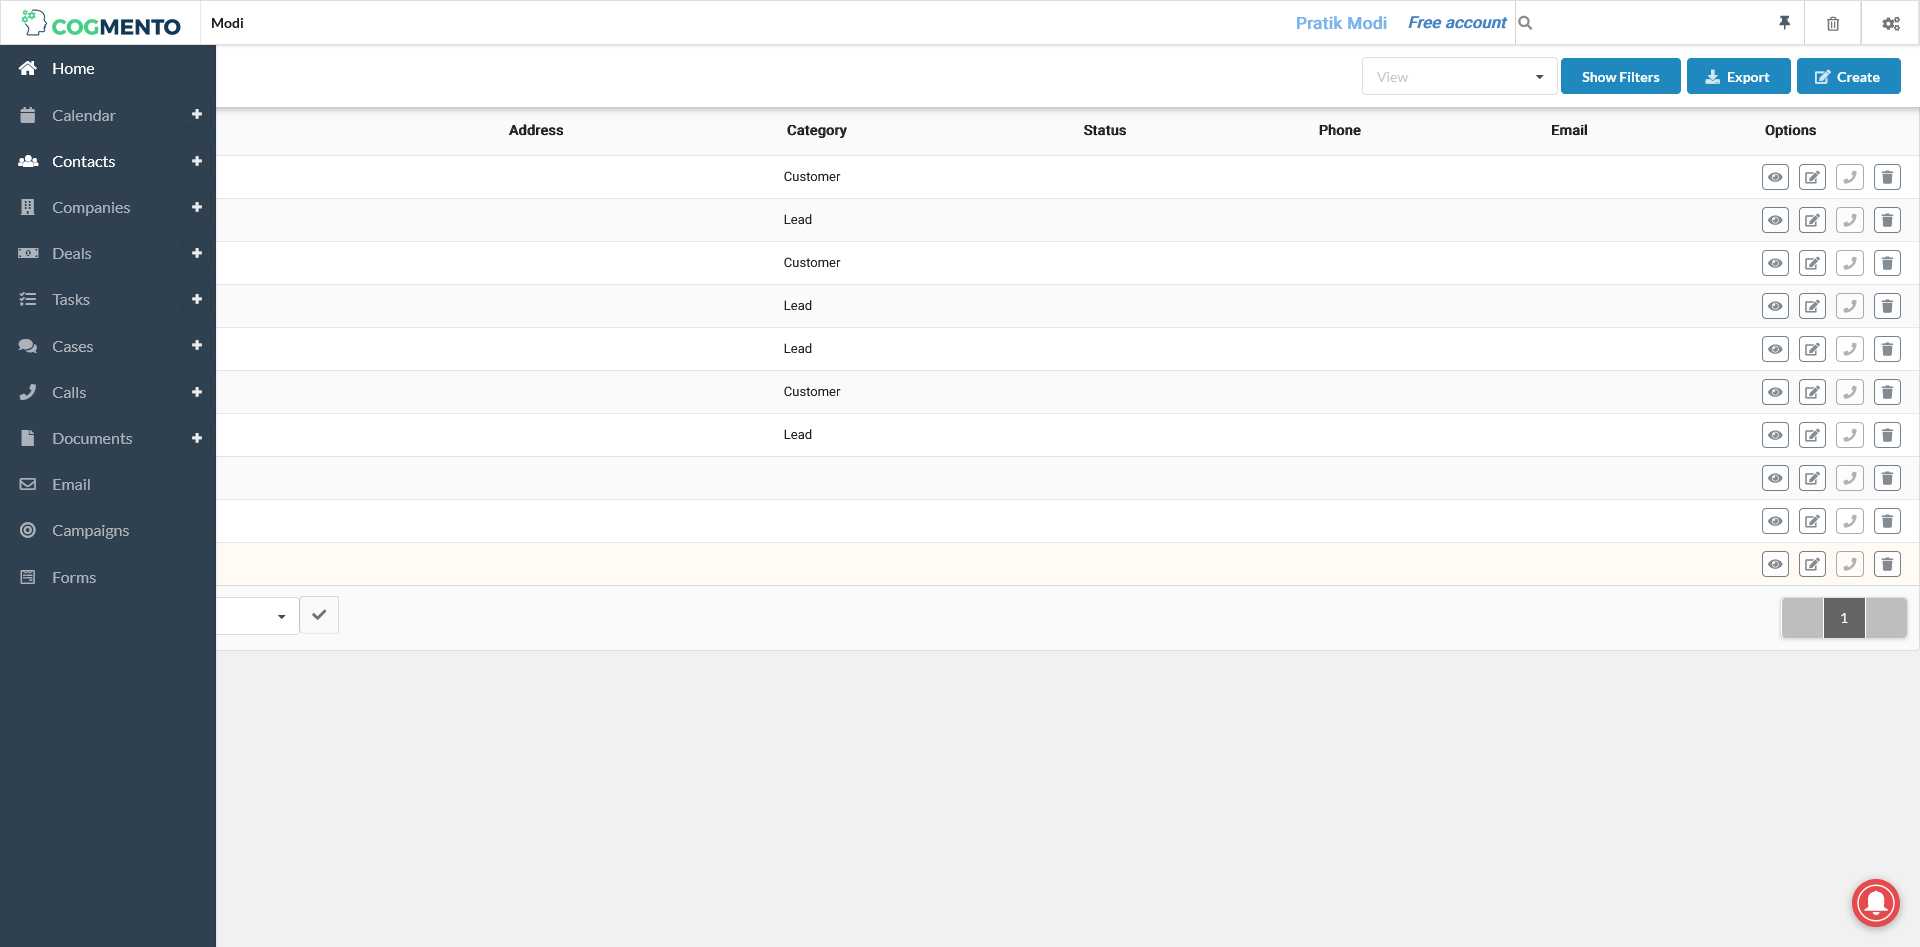 COGMENTO
Modi
Pratik Modi
Free account
Home
Calendar
Contacts
Companies
Deals
Tasks
Cases
Calls
Documents
Email
Campaigns
Forms
View
Show Filters
Export
Create
Address Category Status Phone Email Options
Customer
Lead
Customer
Lead
Lead
Customer
Lead
1